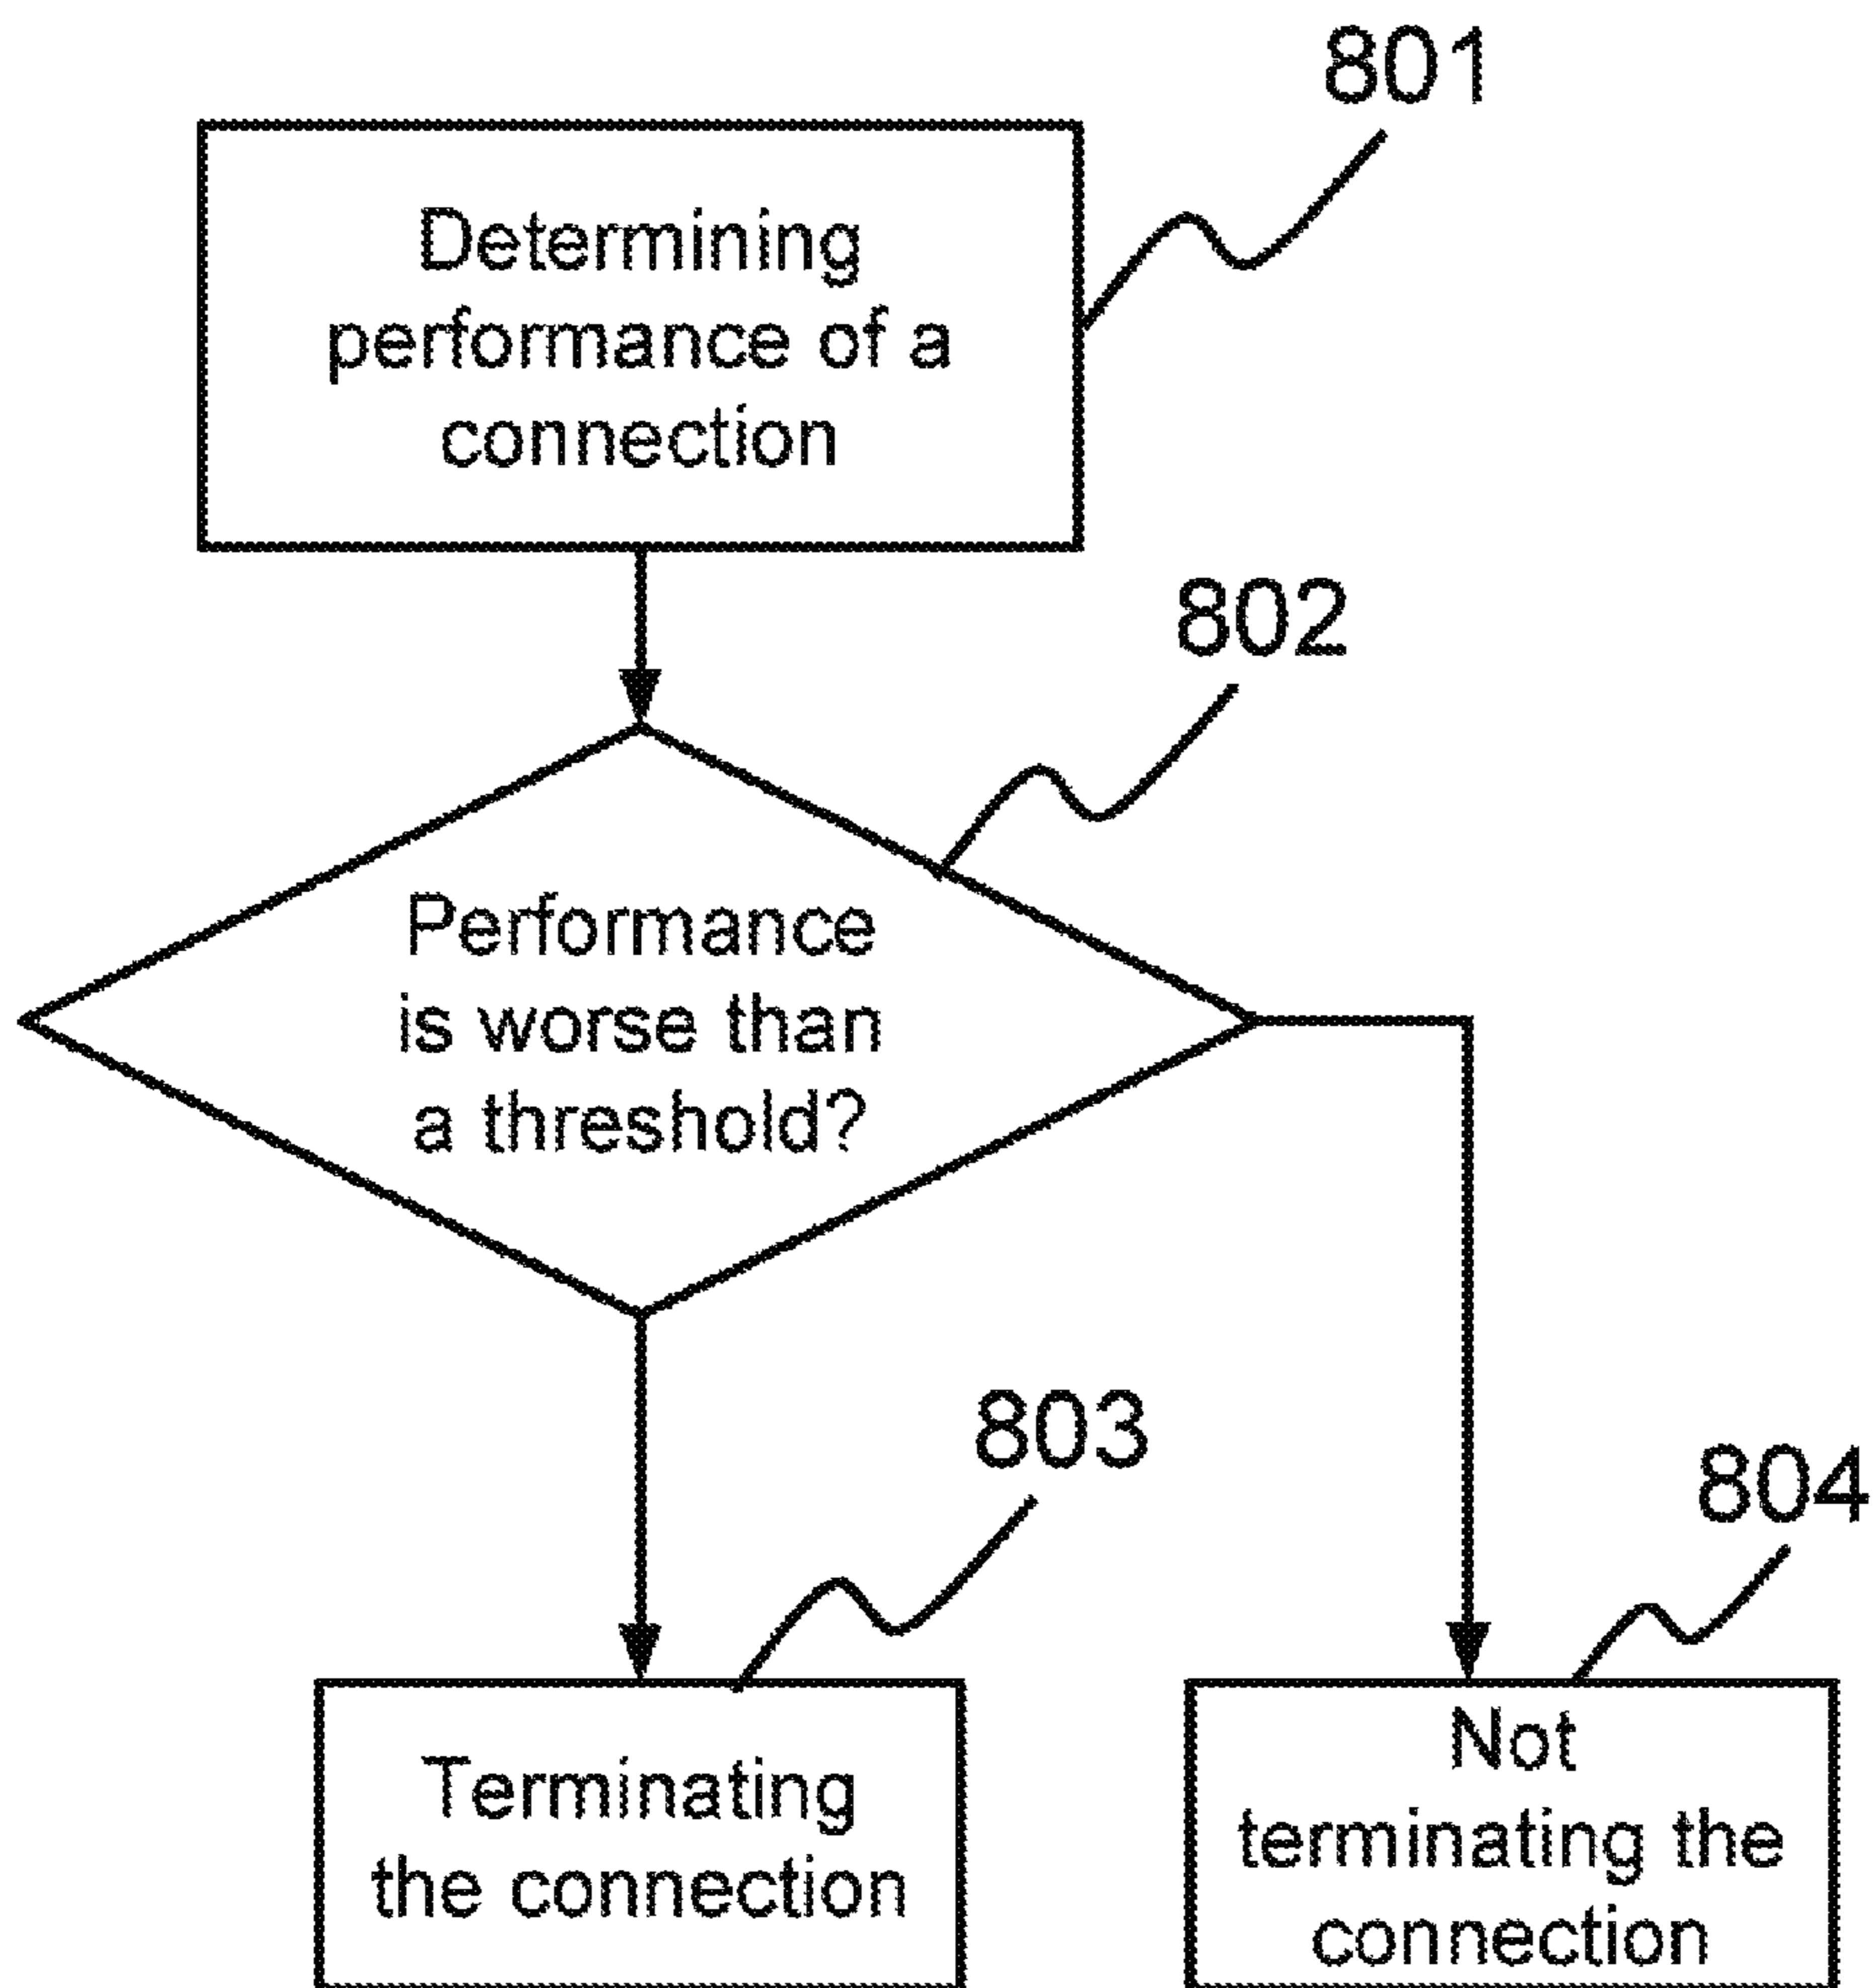 801
Determining
performance of a
connection
802
Performance
is worse than
a threshold?
803
804
Terminating
the connection
Not
terminating the
connection